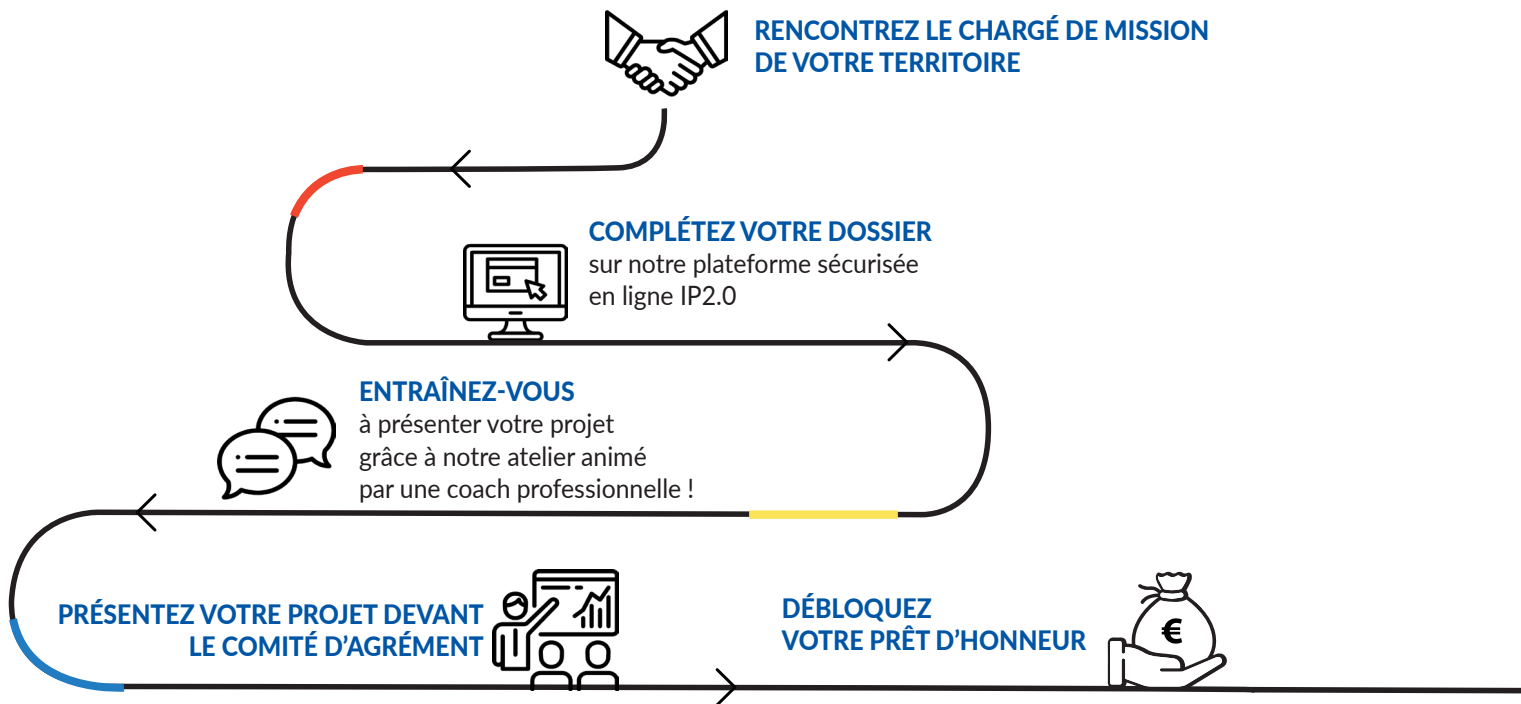 RENCONTREZ LE CHARGÉ DE MISSION
DE VOTRE TERRITOIRE
COMPLÉTEZ VOTRE DOSSIER
sur notre plateforme sécurisée
en ligne IP2.0
ENTRAÎNEZ-VOUS
à présenter votre projet
grâce à notre atelier animé
par une coach professionnelle !
PRÉSENTEZ VOTRE PROJET DEVANT
LE COMITÉ D’AGRÉMENT
DÉBLOQUEZ
VOTRE PRÊT D’HONNEUR
€